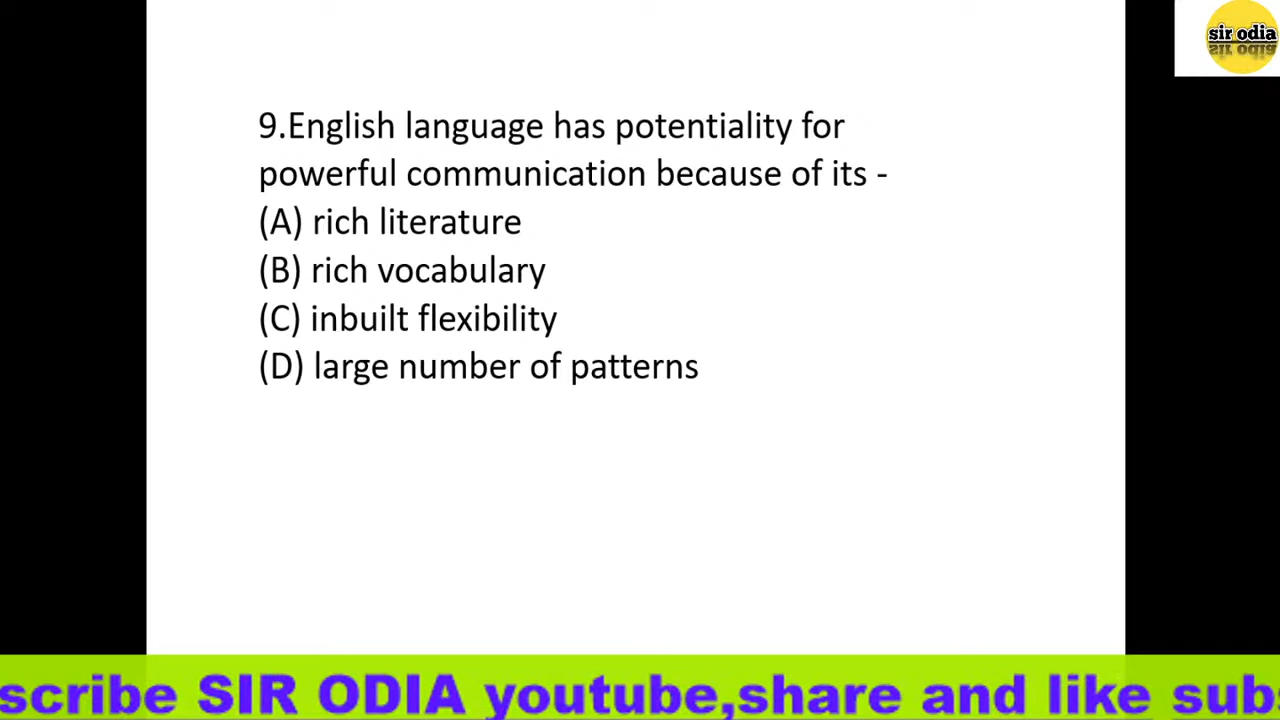 sir odia
9.English language has potentiality for
powerful communication because of its -
(A) rich literature
(B) rich vocabulary
(C) inbuilt flexibility
(D) large number of patterns
scribe SIR ODIA youtube,share and like sub